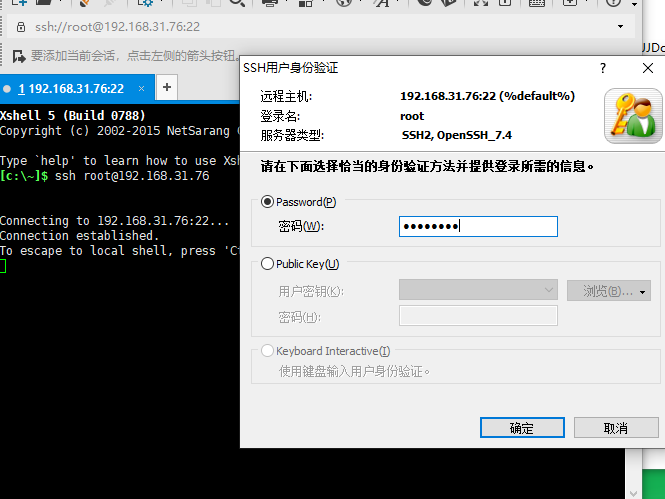 ssh://root@192.168.31.76:22
要添加当前会话，点击左侧的箭头按钮。
1 192.168.31.76:22
Xshell 5 (Build 0788)
Copyright (c) 2002-2015 NetSarang
Type `help' to learn how to use Xsh
[c:\~]$ ssh root@192.168.31.76
Connecting to 192.168.31.76:22...
Connection established.
To escape to local shell, press 'Ct
SSH用户身份验证
远程主机: 192.168.31.76:22 (%default%)
登录名: root
服务器类型: SSH2, OpenSSH_7.4
请在下面选择恰当的身份验证方法并提供登录所需的信息。
Password(P)
密码(W): ••••••••
Public Key(U)
用户密钥(K): 浏览(B)...
密码(H):
Keyboard Interactive(I)
使用键盘输入用户身份验证。
确定 取消